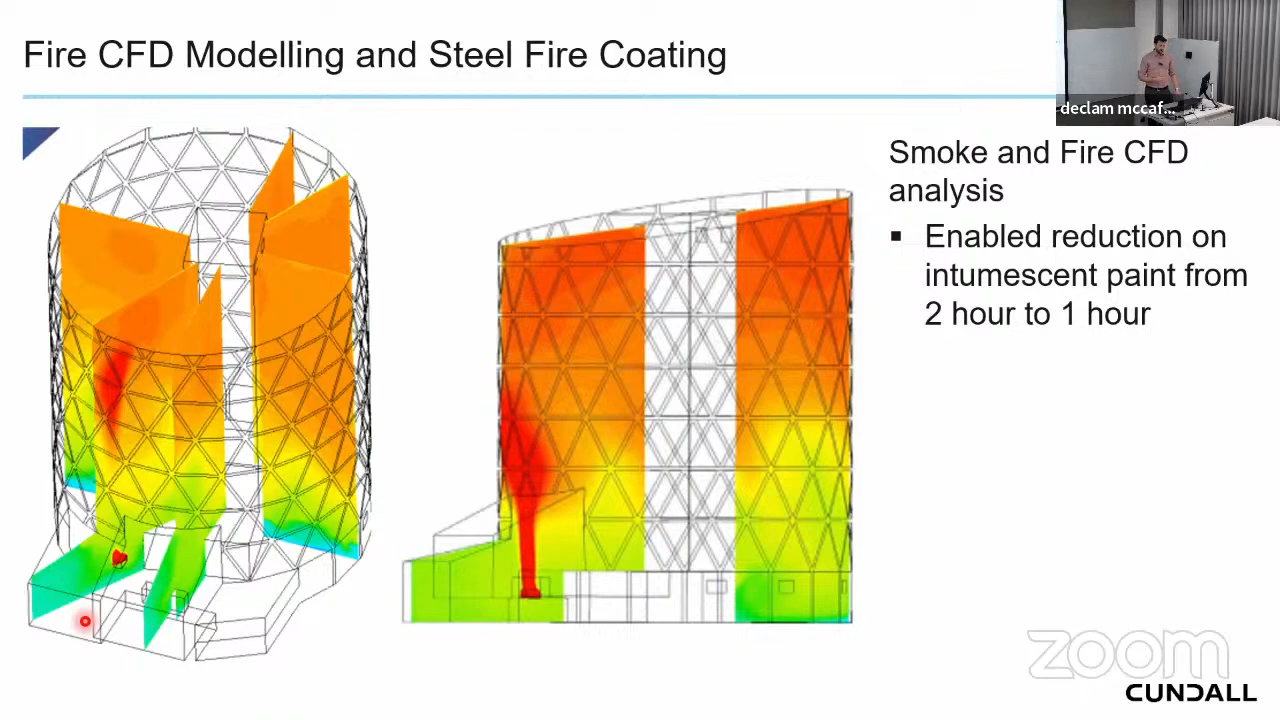 Fire CFD Modelling and Steel Fire Coating
declam mccaf...
Smoke and Fire CFD
analysis
▪ Enabled reduction on
intumescent paint from
2 hour to 1 hour
zoom
CUNDALL